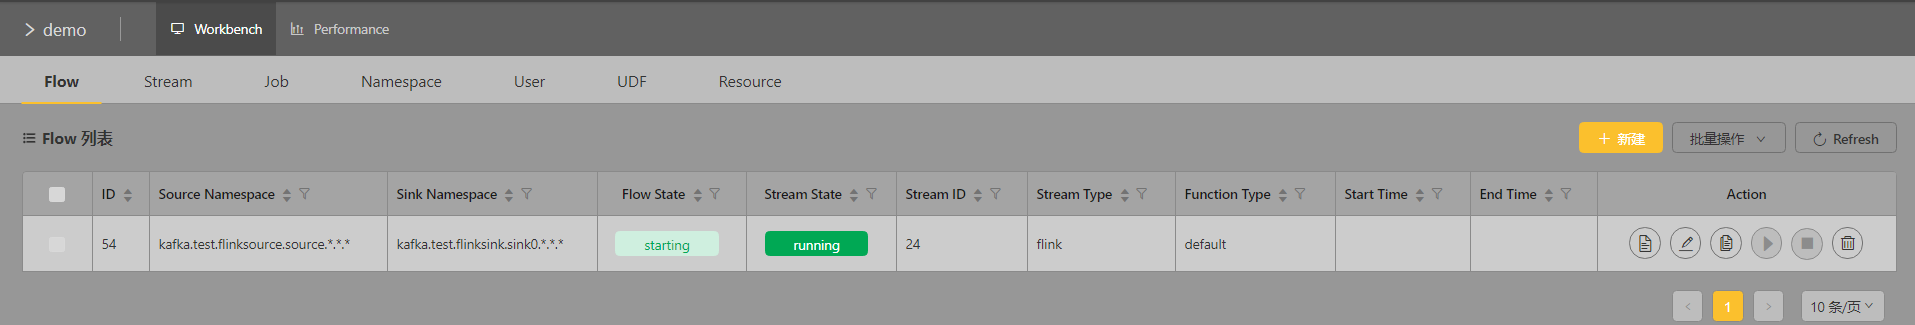 demo Workbench Performance
Flow Stream Job Namespace User UDF Resource
Flow 列表 + 新建 批量操作 Refresh
ID Source Namespace Sink Namespace Flow State Stream State Stream ID Stream Type Function Type Start Time End Time Action
54 kafka.test.flinksource.source.*.*.* kafka.test.flinksink.sink0.*.*.* starting running 24 flink default
< 1 > 10 条/页